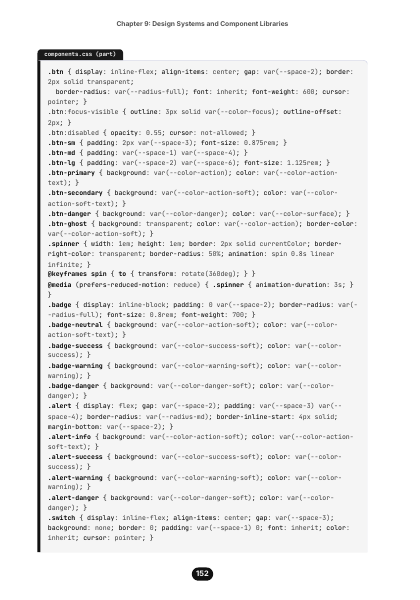 Chapter 9: Design Systems and Component Libraries
components.css (part)
.btn { display: inline-flex; align-items: center; gap: var(--space-2); border:
2px solid transparent;
border-radius: var(--radius-full); font: inherit; font-weight: 600; cursor:
pointer; }
.btn:focus-visible { outline: 3px solid var(--color-focus); outline-offset:
2px; }
.btn:disabled { opacity: 0.55; cursor: not-allowed; }
.btn-sm { padding: 2px var(--space-3); font-size: 0.875rem; }
.btn-md { padding: var(--space-1) var(--space-4); }
.btn-lg { padding: var(--space-2) var(--space-6); font-size: 1.125rem; }
.btn-primary { background: var(--color-action); color: var(--color-action-
text); }
.btn-secondary { background: var(--color-action-soft); color: var(--color-
action-soft-text); }
.btn-danger { background: var(--color-danger); color: var(--color-surface); }
.btn-ghost { background: transparent; color: var(--color-action); border-color:
var(--color-action-soft); }
.spinner { width: 1em; height: 1em; border: 2px solid currentColor; border-
right-color: transparent; border-radius: 50%; animation: spin 0.8s linear
infinite; }
@keyframes spin { to { transform: rotate(360deg); } }
@media (prefers-reduced-motion: reduce) { .spinner { animation-duration: 3s; }
}
.badge { display: inline-block; padding: 0 var(--space-2); border-radius: var(-
-radius-full); font-size: 0.8rem; font-weight: 700; }
.badge-neutral { background: var(--color-action-soft); color: var(--color-
action-soft-text); }
.badge-success { background: var(--color-success-soft); color: var(--color-
success); }
.badge-warning { background: var(--color-warning-soft); color: var(--color-
warning); }
.badge-danger { background: var(--color-danger-soft); color: var(--color-
danger); }
.alert { display: flex; gap: var(--space-2); padding: var(--space-3) var(--
space-4); border-radius: var(--radius-md); border-inline-start: 4px solid;
margin-bottom: var(--space-2); }
.alert-info { background: var(--color-action-soft); color: var(--color-action-
soft-text); }
.alert-success { background: var(--color-success-soft); color: var(--color-
success); }
.alert-warning { background: var(--color-warning-soft); color: var(--color-
warning); }
.alert-danger { background: var(--color-danger-soft); color: var(--color-
danger); }
.switch { display: inline-flex; align-items: center; gap: var(--space-3);
background: none; border: 0; padding: var(--space-1) 0; font: inherit; color:
inherit; cursor: pointer; }
152